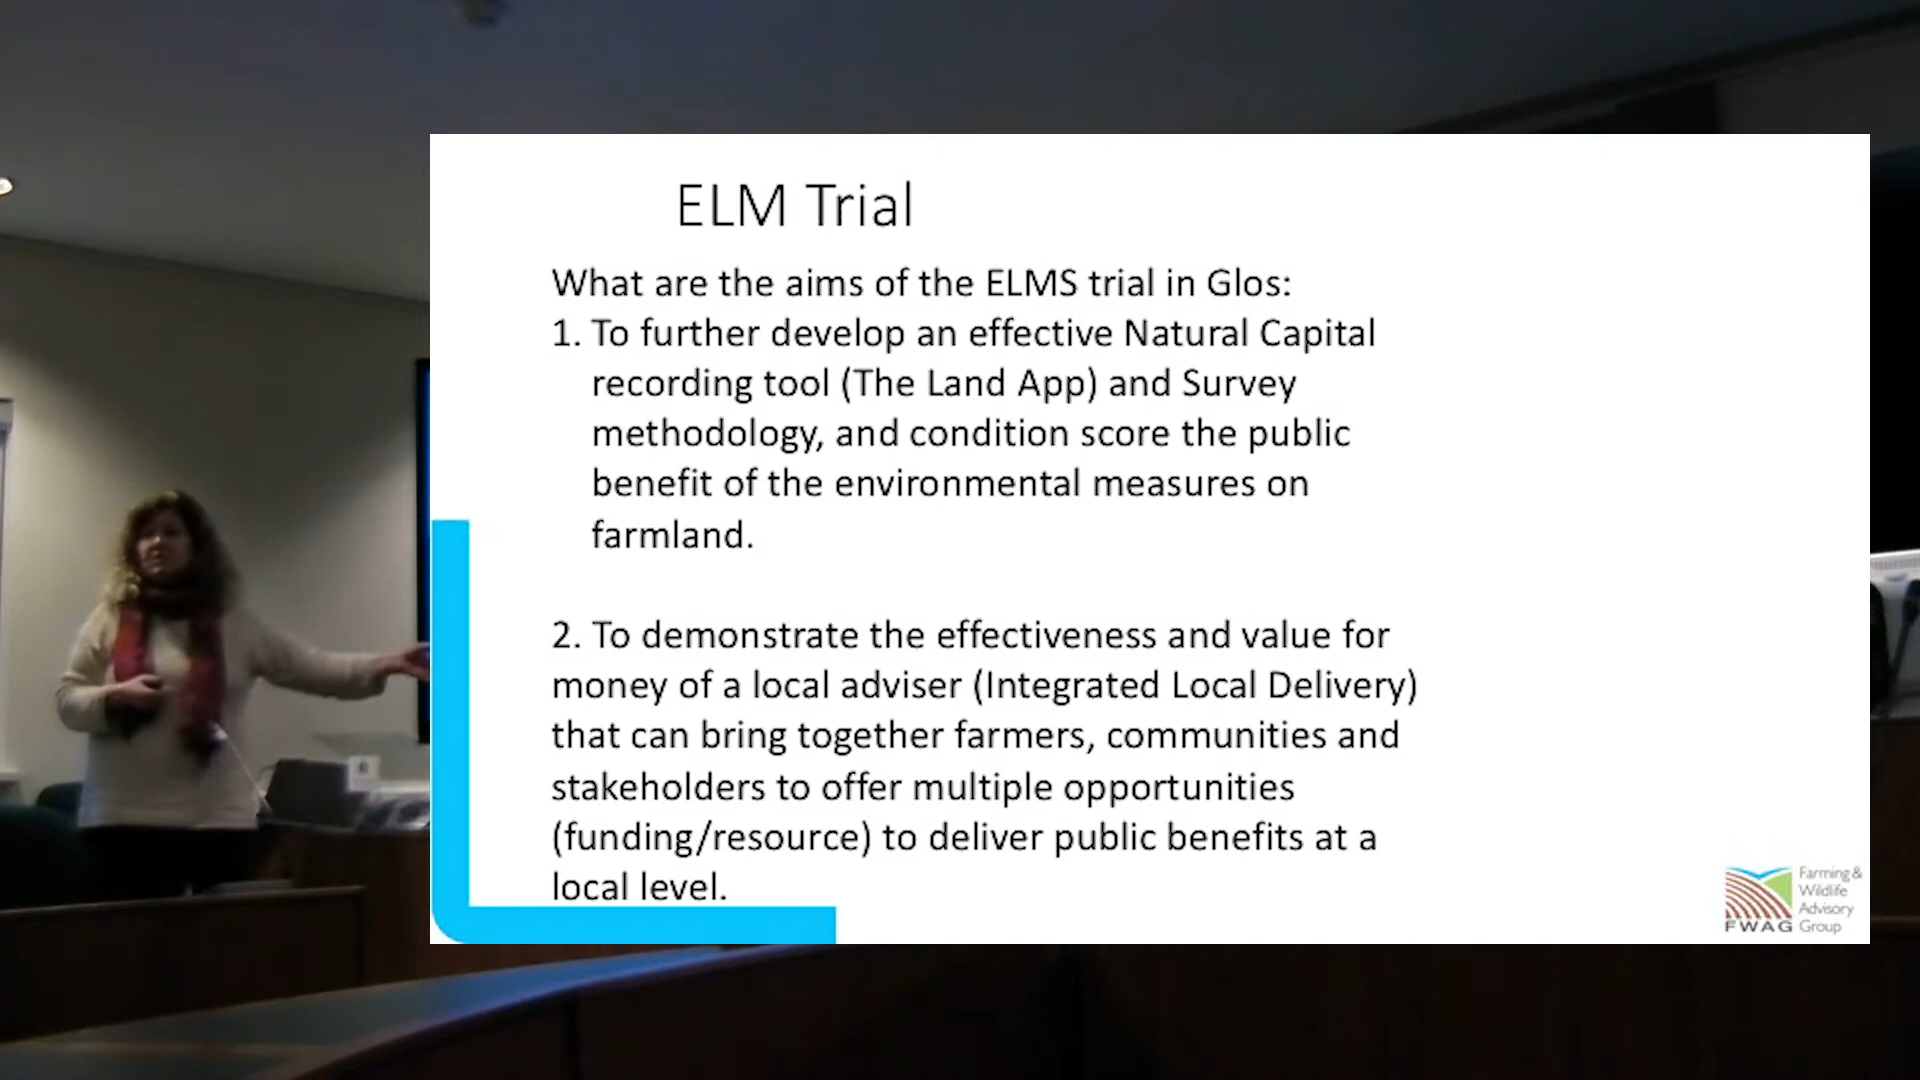 ELM Trial
What are the aims of the ELMS trial in Glos:
1. To further develop an effective Natural Capital
recording tool (The Land App) and Survey
methodology, and condition score the public
benefit of the environmental measures on
farmland.
2. To demonstrate the effectiveness and value for
money of a local adviser (Integrated Local Delivery)
that can bring together farmers, communities and
stakeholders to offer multiple opportunities
(funding/resource) to deliver public benefits at a
local level.
Farming &
Wildlife
Advisory
FWAG Group